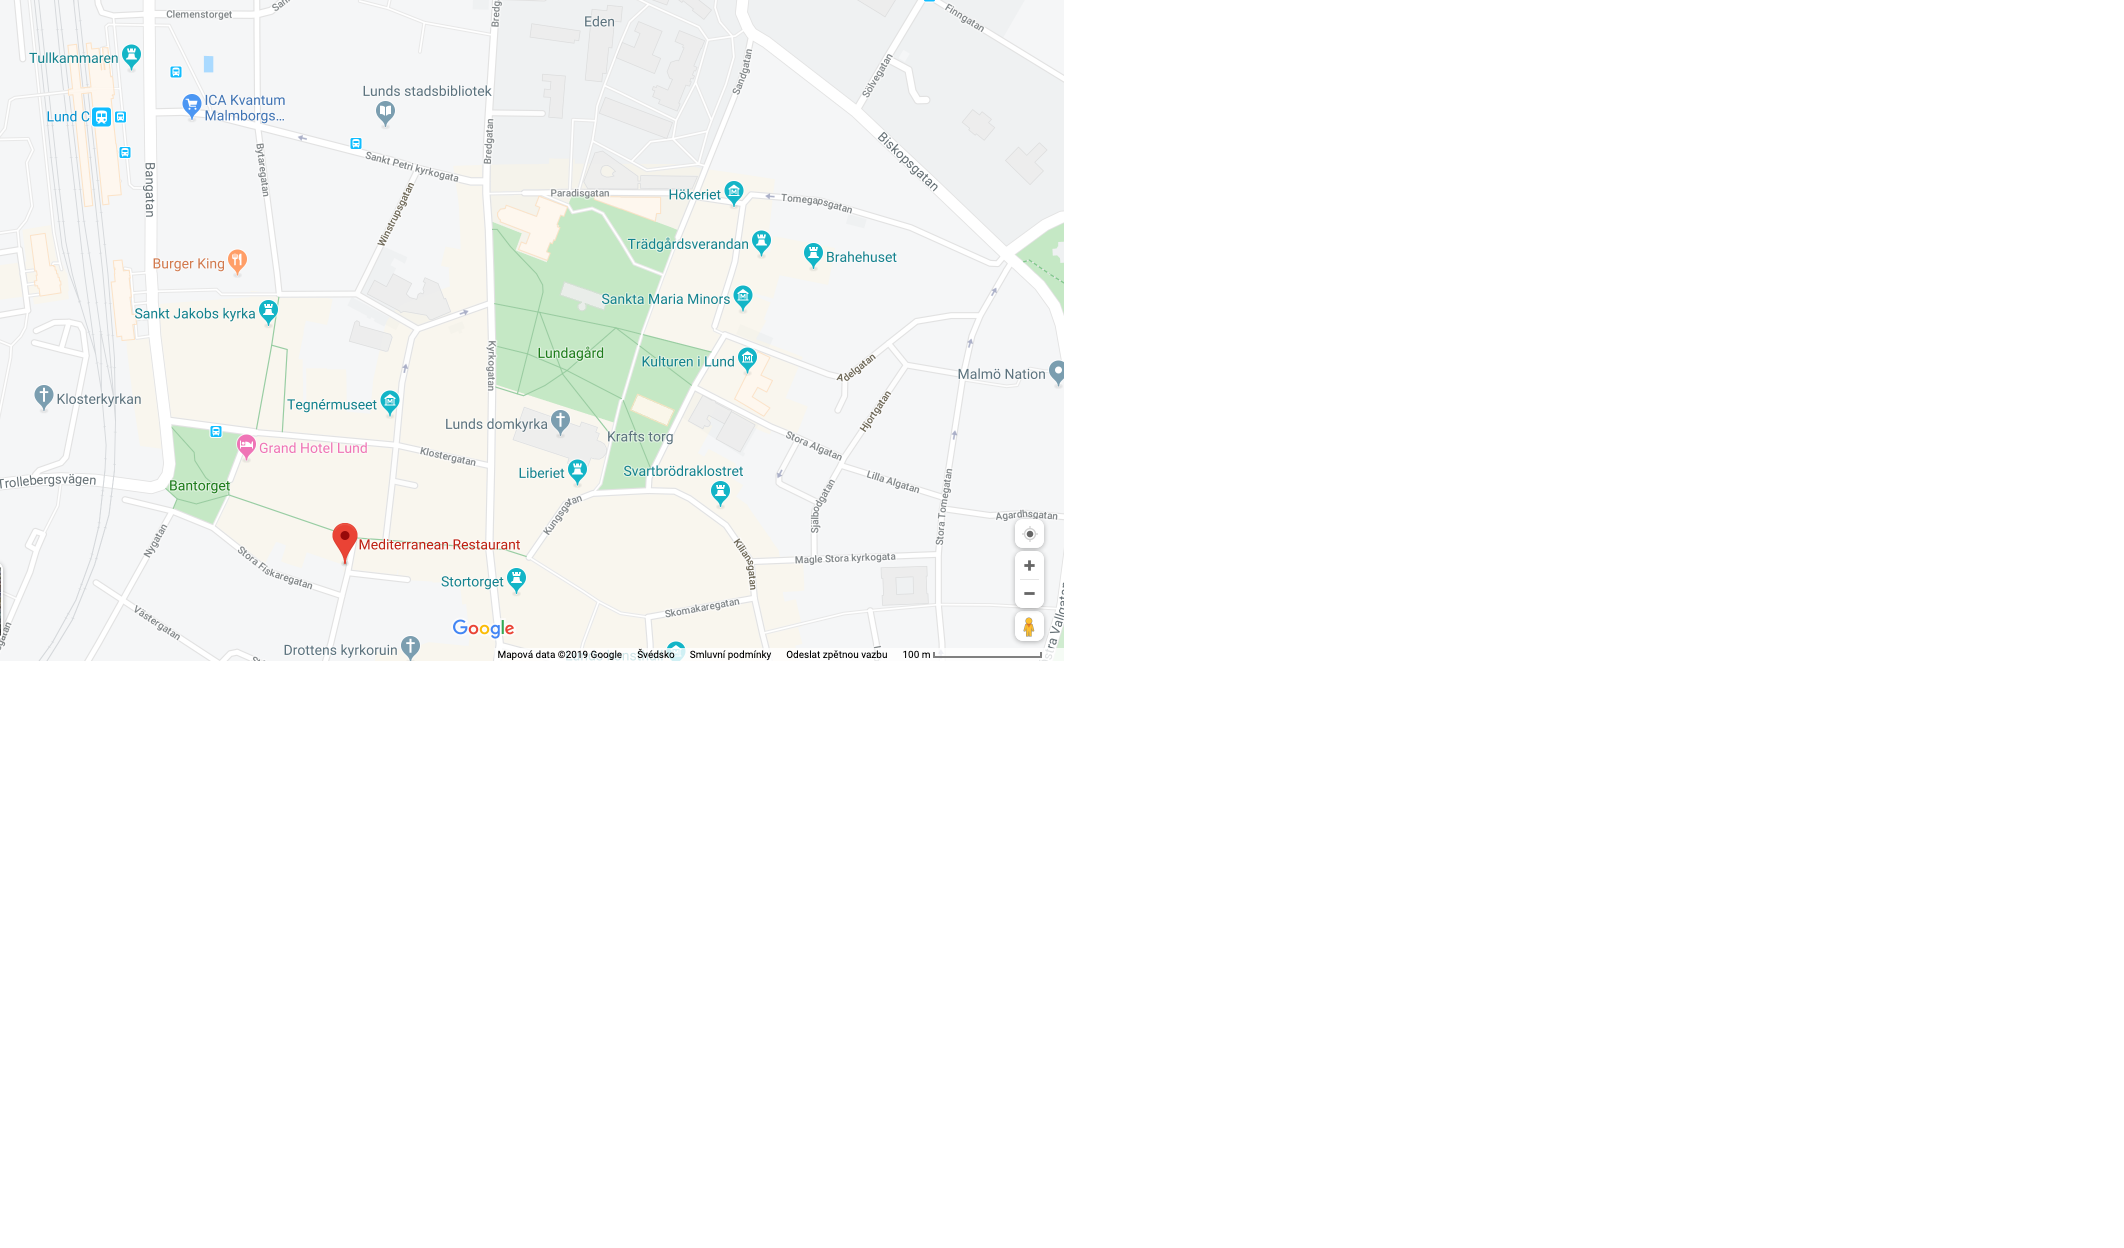 Clemenstorget
Bredg
Eden
Finngatan
Tullkammaren
Sandgatan
Sölvegatan
Lunds stadsbibliotek
ICA Kvantum
Malmborgs...
Lund C
Bredgatan
Biskopsgatan
Bytaregatan
Sankt Petri kyrkogata
Bangatan
Winstrupsgatan
Paradisgatan
Hökeriet
Tomegapsgatan
Trädgårdsverandan
Brahehuset
Burger King
Sankta Maria Minors
Sankt Jakobs kyrka
Kyrkogatan
Lundagård
Kulturen i Lund
Adelgatan
Malmö Nation
Klosterkyrkan
Tegnérmuseet
Hjortgatan
Lunds domkyrka
Krafts torg
Stora Algatan
Grand Hotel Lund
Klostergatan
Liberiet
Svartbrödraklostret
Trollebergsvägen
Bantorget
Lilla Algatan
Själbodgatan
Stora Tomegatan
Kungsgatan
Agardhsgatan
Nygatan
Mediterranean Restaurant
Stora Fiskaregatan
Kiliansgatan
Magle Stora kyrkogata
Stortorget
Skomakaregatan
Västergatan
Google
tra Vallgatan
Drottens kyrkoruin
Mapová data ©2019 Google Švédsko Smluvní podmínky Odeslat zpětnou vazbu 100 m